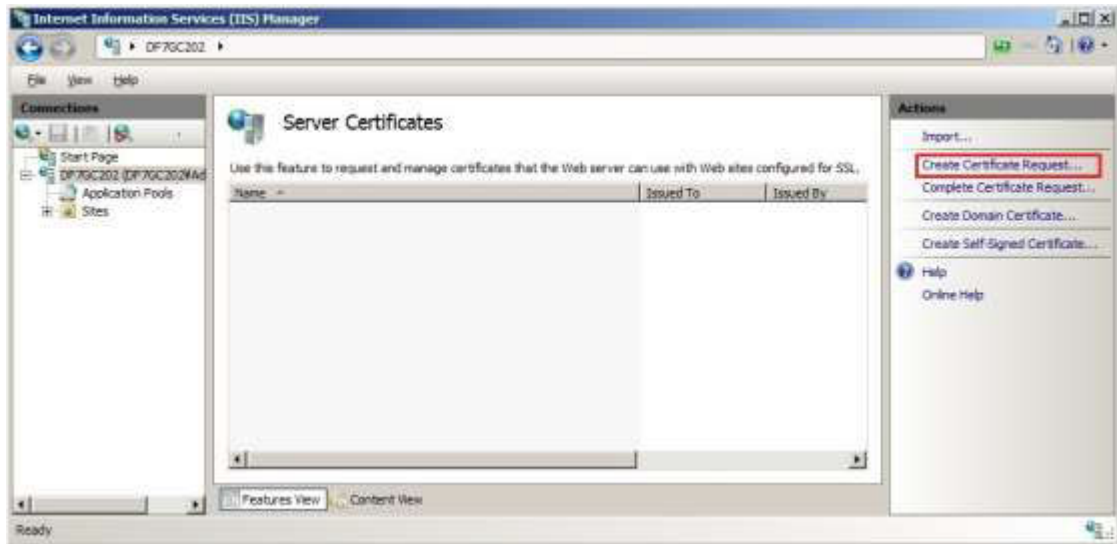 Internet Information Services (IIS) Manager
DF7GC202
File View Help
Connections
Start Page
DF7GC202 (DF7GC202\Ad
Application Pools
Sites
Server Certificates
Use this feature to request and manage certificates that the Web server can use with Web sites configured for SSL.
Name Issued To Issued By
Features View Content View
Actions
Import...
Create Certificate Request...
Complete Certificate Request...
Create Domain Certificate...
Create Self-Signed Certificate...
Help
Online Help
Ready